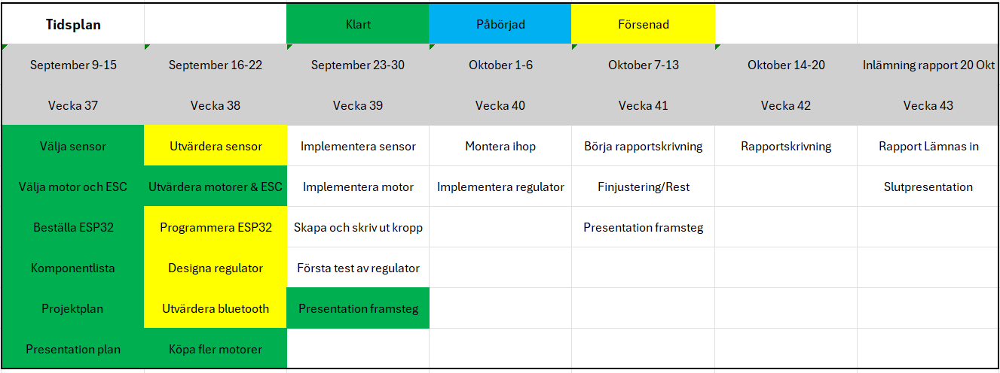 Tidsplan Klart Påbörjad Försenad
September 9-15 September 16-22 September 23-30 Oktober 1-6 Oktober 7-13 Oktober 14-20 Inlämning rapport 20 Okt
Vecka 37 Vecka 38 Vecka 39 Vecka 40 Vecka 41 Vecka 42 Vecka 43
Välja sensor Utvärdera sensor Implementera sensor Montera ihop Börja rapportskrivning Rapportskrivning Rapport Lämnas in
Välja motor och ESC Utvärdera motorer & ESC Implementera motor Implementera regulator Finjustering/Rest Slutpresentation
Beställa ESP32 Programmera ESP32 Skapa och skriv ut kropp Presentation framsteg
Komponentlista Designa regulator Första test av regulator
Projektplan Utvärdera bluetooth Presentation framsteg
Presentation plan Köpa fler motorer